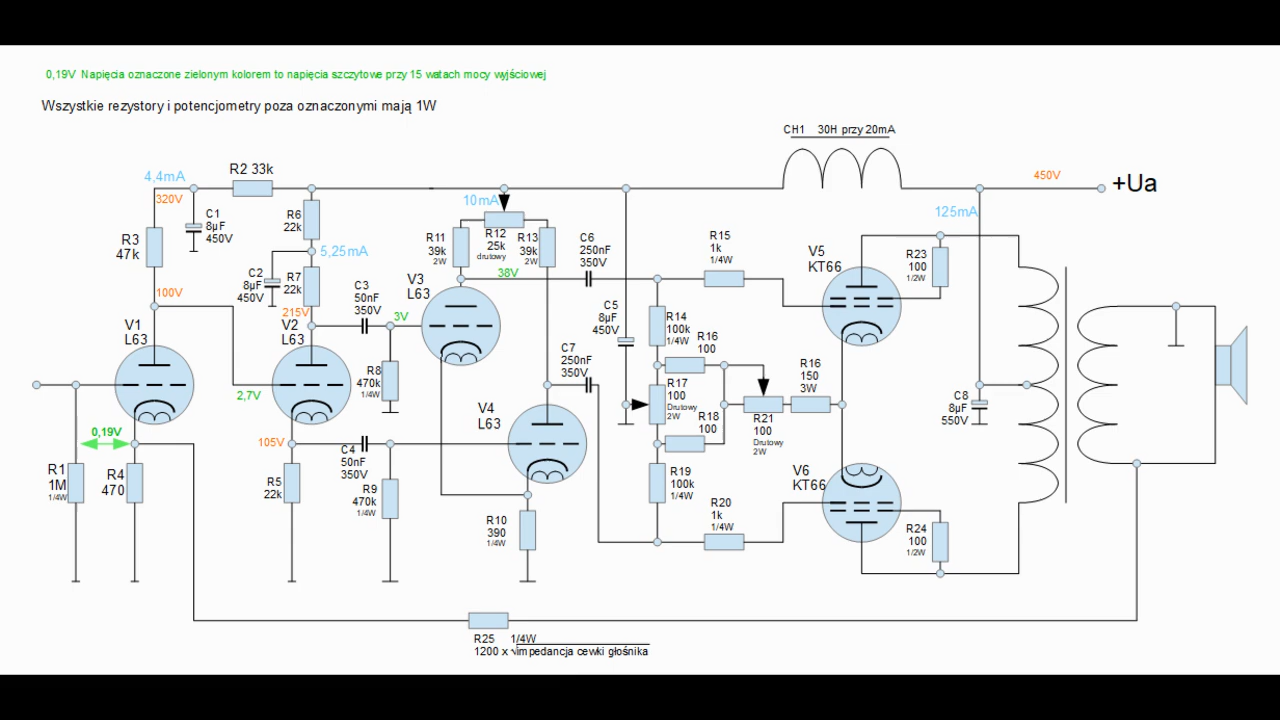 0,19V Napięcia oznaczone zielonym kolorem to napięcia szczytowe przy 15 watach mocy wyjściowej
Wszystkie rezystory i potencjometry poza oznaczonymi mają 1W
CH1 30H przy 20mA
4,4mA
R2 33k
320V
C1
8µF
450V
R3
47k
100V
V1
L63
0,19V
R1
1M
1/4W
R4
470
R6
22k
5,25mA
C2
8µF
450V
R7
22k
215V
V2
L63
2,7V
105V
R5
22k
C3
50nF
350V
3V
R8
470k
1/4W
C4
50nF
350V
R9
470k
1/4W
10mA
R11
39k
2W
R12
25k
drutowy
R13
39k
2W
38V
V3
L63
V4
L63
R10
390
1/4W
C6
250nF
350V
C7
250nF
350V
C5
8µF
450V
R15
1k
1/4W
R14
100k
1/4W
R16
100
R17
100
Drutowy
2W
R18
100
R19
100k
1/4W
R20
1k
1/4W
R21
100
Drutowy
2W
R16
150
3W
V5
KT66
V6
KT66
R23
100
1/2W
R24
100
1/2W
125mA
450V
+Ua
C8
8µF
550V
R25 1/4W
1200 x √impedancja cewki głośnika